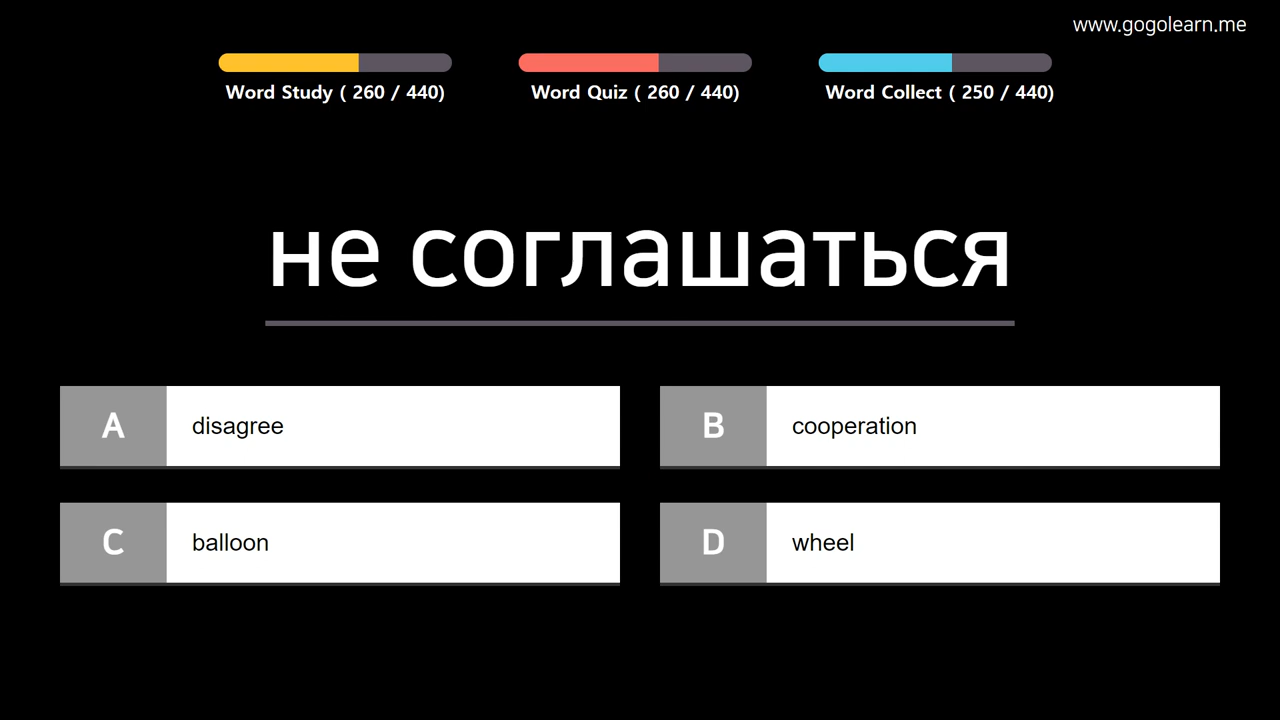 www.gogolearn.me
Word Study ( 260 / 440)
Word Quiz ( 260 / 440)
Word Collect ( 250 / 440)
не соглашаться
A disagree
B cooperation
C balloon
D wheel